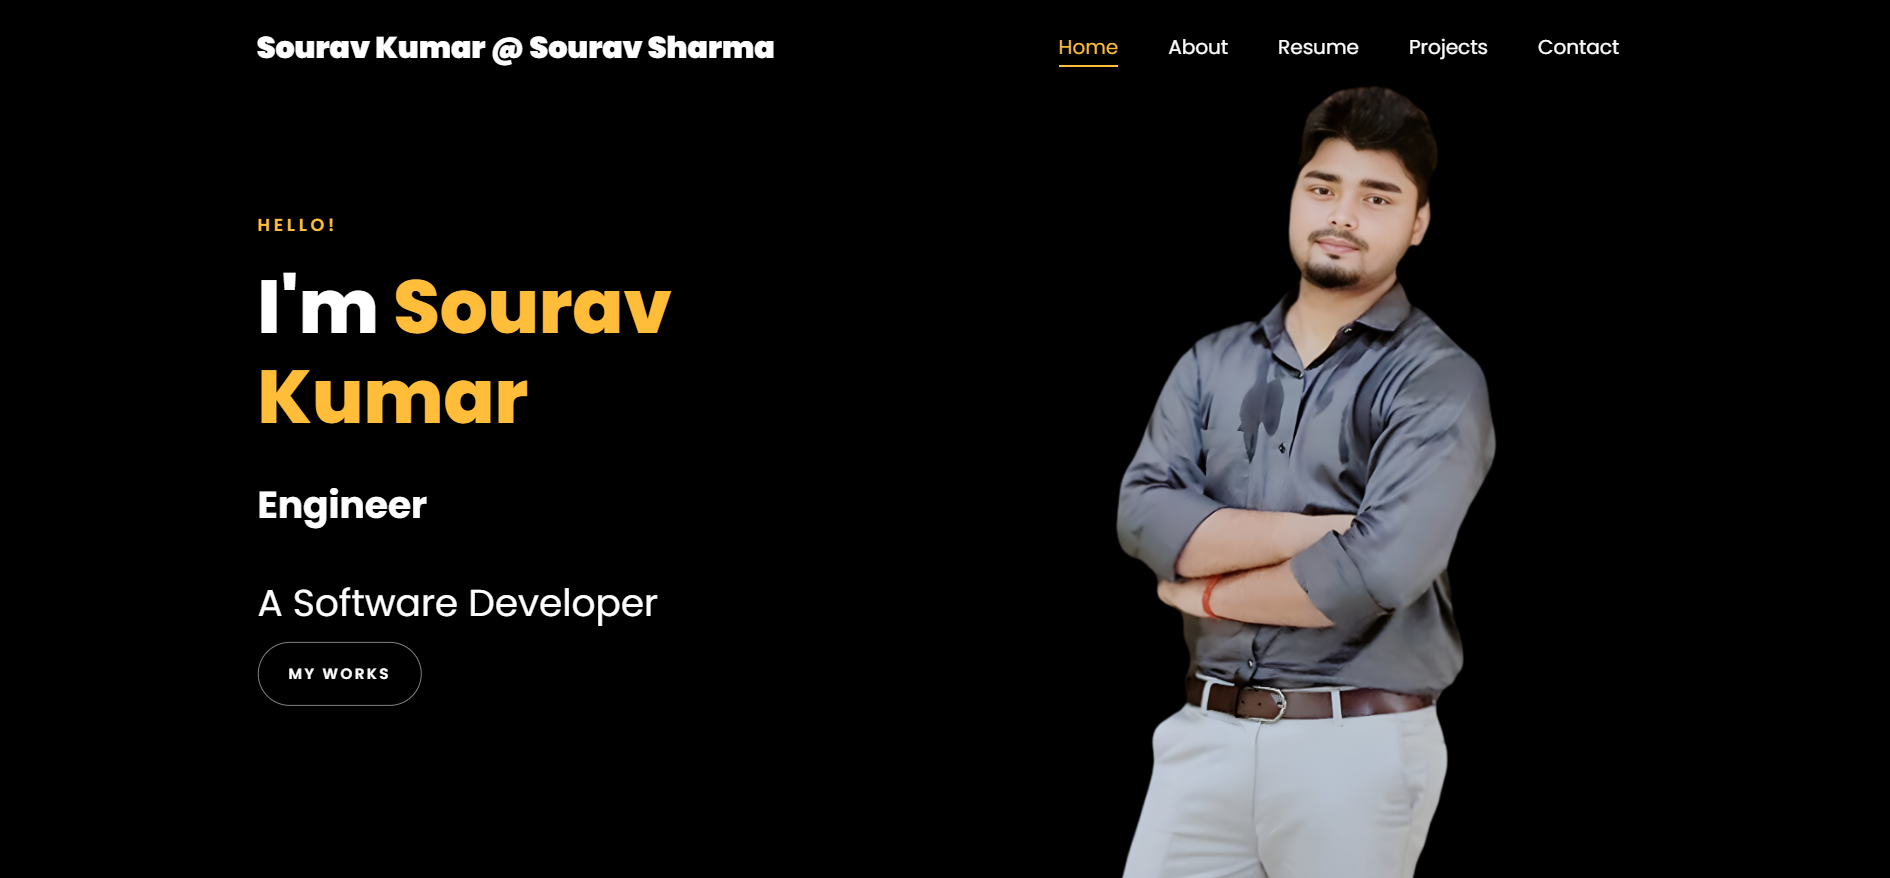 Sourav Kumar @ Sourav Sharma
Home About Resume Projects Contact
HELLO!
I'm Sourav
Kumar
Engineer
A Software Developer
MY WORKS